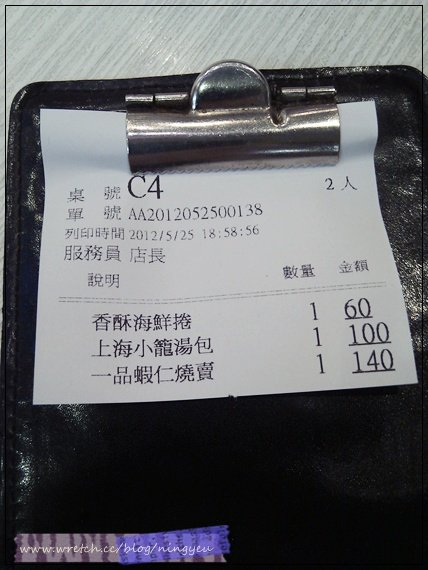 桌 號 C4 2 人
單 號 AA2012052500138
列印時間 2012/5/25 18:58:56
服務員 店長
說明 數量 金額
香酥海鮮捲 1 60
上海小籠湯包 1 100
一品蝦仁燒賣 1 140
www.wretch.cc/blog/ningyeu